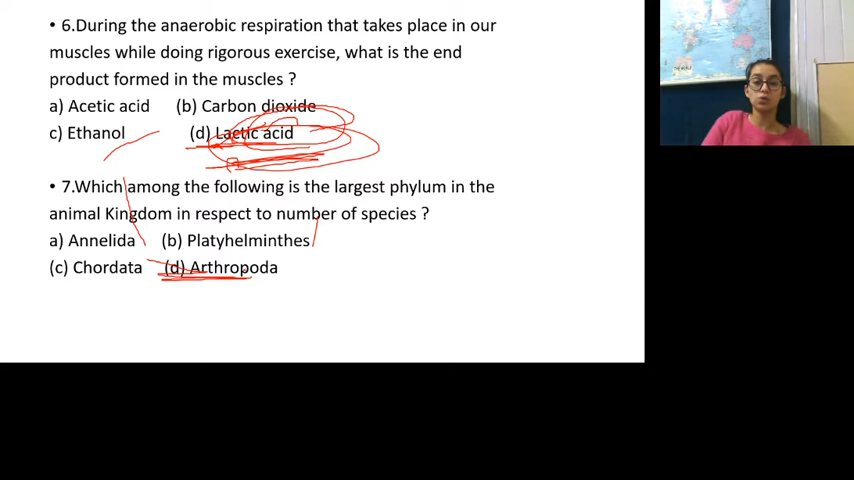 • 6.During the anaerobic respiration that takes place in our
muscles while doing rigorous exercise, what is the end
product formed in the muscles ?
a) Acetic acid (b) Carbon dioxide
c) Ethanol (d) Lactic acid
• 7.Which among the following is the largest phylum in the
animal Kingdom in respect to number of species ?
a) Annelida (b) Platyhelminthes
(c) Chordata (d) Arthropoda